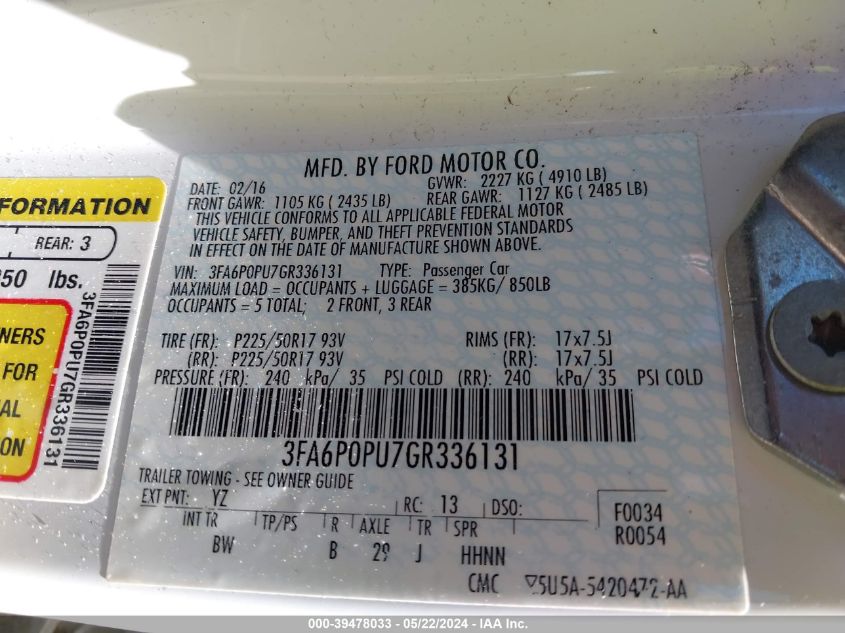 MFD. BY FORD MOTOR CO.
DATE: 02/16 GVWR: 2227 KG ( 4910 LB)
FRONT GAWR: 1105 KG ( 2435 LB) REAR GAWR: 1127 KG ( 2485 LB)
THIS VEHICLE CONFORMS TO ALL APPLICABLE FEDERAL MOTOR
VEHICLE SAFETY, BUMPER, AND THEFT PREVENTION STANDARDS
IN EFFECT ON THE DATE OF MANUFACTURE SHOWN ABOVE.
VIN: 3FA6P0PU7GR336131 TYPE: Passenger Car
MAXIMUM LOAD = OCCUPANTS + LUGGAGE = 385KG/ 850LB
OCCUPANTS = 5 TOTAL; 2 FRONT, 3 REAR
TIRE (FR): P225/50R17 93V RIMS (FR): 17x7.5J
(RR): P225/50R17 93V (RR): 17x7.5J
PRESSURE (FR): 240 kPa/ 35 PSI COLD (RR): 240 kPa/ 35 PSI COLD
3FA6P0PU7GR336131
TRAILER TOWING - SEE OWNER GUIDE
EXT PNT: YZ RC: 13 DSO:
INT TR TP/PS R AXLE TR SPR
BW B 29 J HHNN
F0034
R0054
CMC 5U5A-5420472-AA
FORMATION
REAR: 3
850 lbs.
3FA6P0PU7GR336131
NERS
FOR
AL
ON
000-39478033 - 05/22/2024 - IAA Inc.